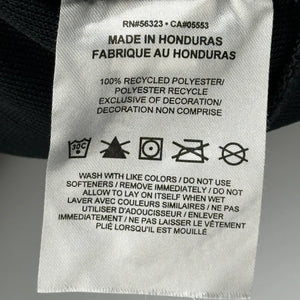 RN#56323 • CA#05553
MADE IN HONDURAS
FABRIQUE AU HONDURAS
100% RECYCLED POLYESTER/
POLYESTER RECYCLE
EXCLUSIVE OF DECORATION/
DECORATION NON COMPRISE
30C
WASH WITH LIKE COLORS / DO NOT USE
SOFTENERS / REMOVE IMMEDIATELY / DO NOT
ALLOW TO LAY ON ITSELF WHEN WET
LAVER AVEC COULEURS SIMILAIRES / NE PAS
UTILISER D'ADOUCISSEUR / ENLEVER
IMMÉDIATEMENT / NE PAS LAISSER LE VÊTEMENT
PLIÉ LORSQU'IL EST MOUILLÉ